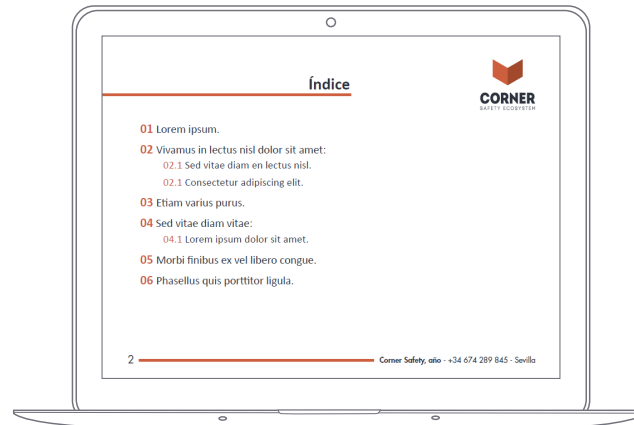 Índice
CORNER
SAFETY ECOSYSTEM
01 Lorem ipsum.
02 Vivamus in lectus nisl dolor sit amet:
02.1 Sed vitae diam en lectus nisl.
02.1 Consectetur adipiscing elit.
03 Etiam varius purus.
04 Sed vitae diam vitae:
04.1 Lorem ipsum dolor sit amet.
05 Morbi finibus ex vel libero congue.
06 Phasellus quis porttitor ligula.
2
Corner Safety, año - +34 674 289 845 - Sevilla